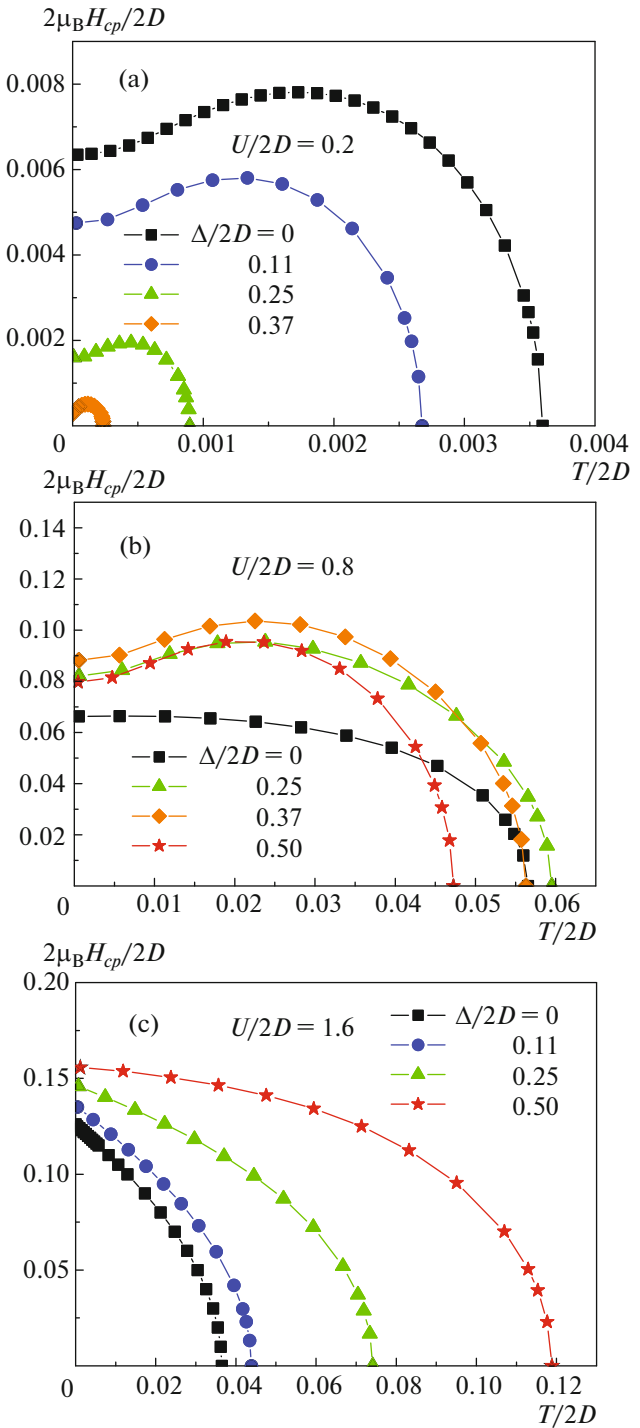 2μ_BH_cp/2D
0.008
(a)
0.006
U/2D = 0.2
Δ/2D = 0
0.004
0.11
0.25
0.002
0.37
0 0.001 0.002 0.003 0.004
T/2D
2μ_BH_cp/2D
0.14
(b)
0.12
U/2D = 0.8
0.10
0.08
0.06
Δ/2D = 0
0.04
0.25
0.37
0.02
0.50
0 0.01 0.02 0.03 0.04 0.05 0.06
T/2D
2μ_BH_cp/2D
0.20
(c) U/2D = 1.6 Δ/2D = 0
0.11
0.15
0.25
0.50
0.10
0.05
0 0.02 0.04 0.06 0.08 0.10 0.12
T/2D